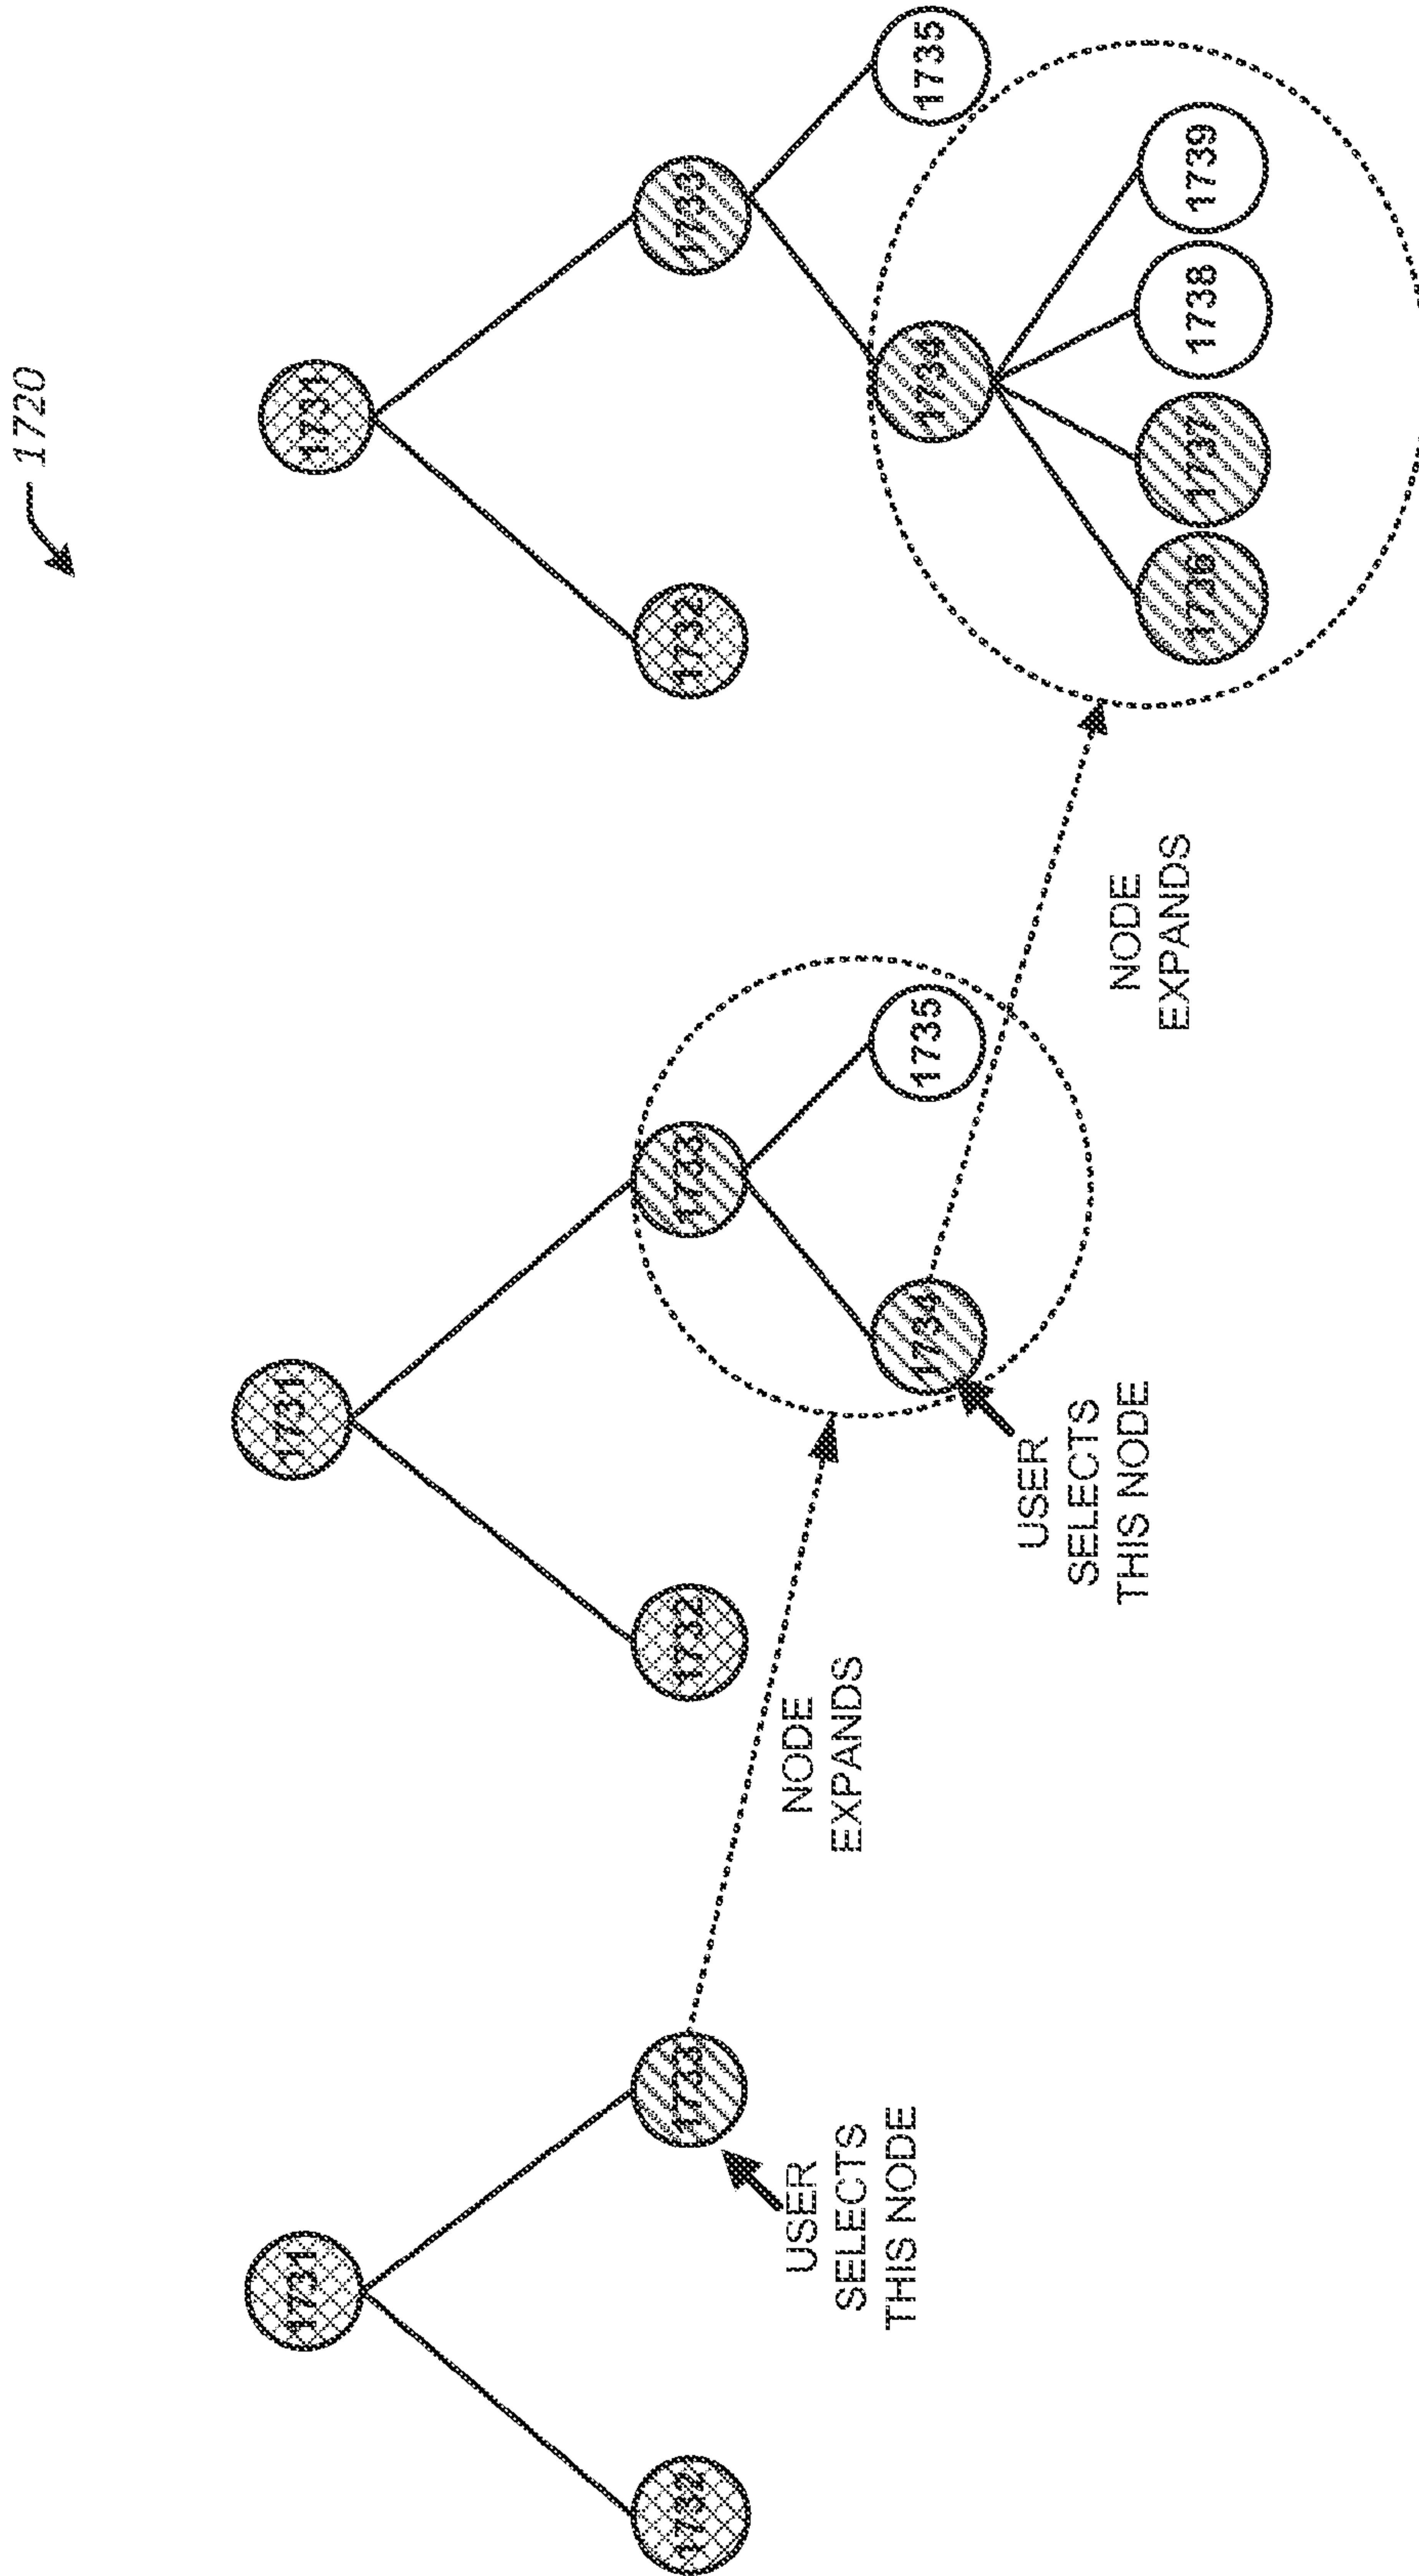 1720
1731
1732
1733
USER
SELECTS
THIS NODE
NODE
EXPANDS
1731
1732
1733
1734
1735
USER
SELECTS
THIS NODE
NODE
EXPANDS
1731
1732
1733
1734
1735
1736
1737
1738
1739